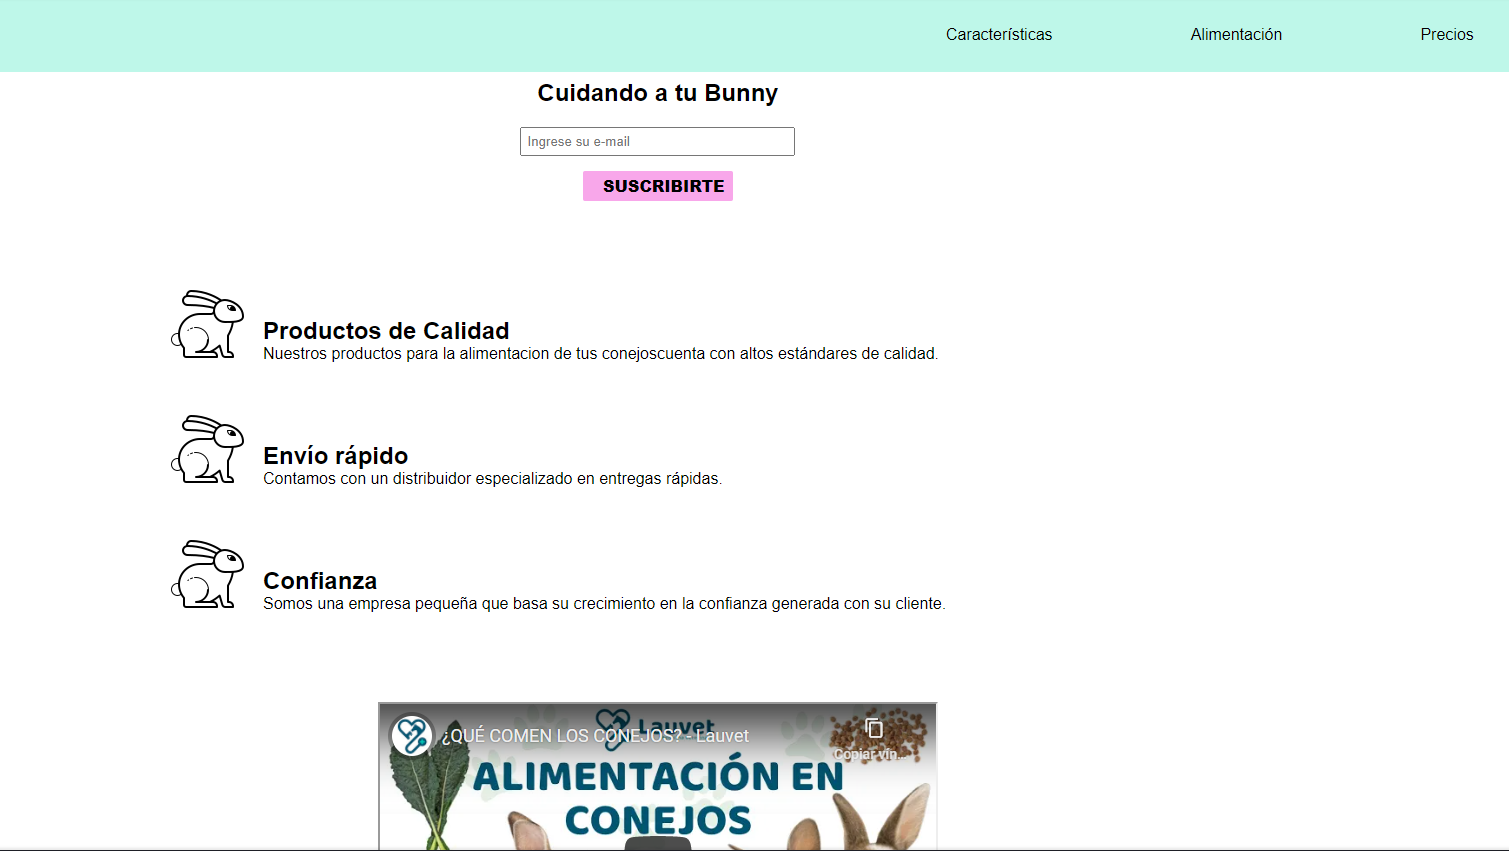 Características Alimentación Precios
Cuidando a tu Bunny
Ingrese su e-mail
SUSCRIBIRTE
Productos de Calidad
Nuestros productos para la alimentacion de tus conejoscuenta con altos estándares de calidad.
Envío rápido
Contamos con un distribuidor especializado en entregas rápidas.
Confianza
Somos una empresa pequeña que basa su crecimiento en la confianza generada con su cliente.
Lauvet
¿QUÉ COMEN LOS CONEJOS? - Lauvet
Copiar vín...
ALIMENTACIÓN EN
CONEJOS